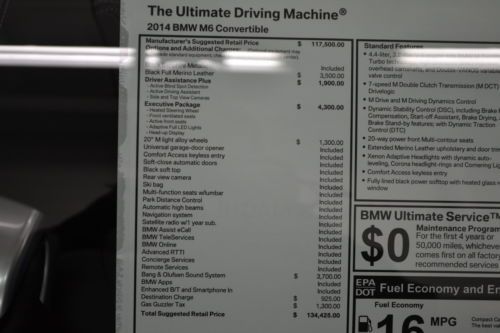 The Ultimate Driving Machine®
2014 BMW M6 Convertible
Manufacturer's Suggested Retail Price $ 117,500.00
Options and Additional Charges
Metallic Included
Black Full Merino Leather $ 3,500.00
Driver Assistance Plus $ 1,900.00
- Active Blind Spot Detection
- Active Driving Assistant
- Side and Top View Cameras
Executive Package $ 4,300.00
- Heated Steering Wheel
- Front ventilated seats
- Active front seats
- Adaptive Full LED Lights
- Head-up Display
20" M light alloy wheels $ 1,300.00
Universal garage-door opener Included
Comfort Access keyless entry Included
Soft-close automatic doors Included
Black soft top Included
Rear view camera Included
Ski bag Included
Multi-function seats w/lumbar Included
Park Distance Control Included
Automatic high beams Included
Navigation system Included
Satellite radio w/1 year sub. Included
BMW Assist eCall Included
BMW TeleServices Included
BMW Online Included
Advanced RTTI Included
Concierge Services Included
Remote Services Included
Bang & Olufsen Sound System $ 3,700.00
BMW Apps Included
Enhanced B/T and Smartphone In Included
Destination Charge $ 925.00
Gas Guzzler Tax $ 1,300.00
Total Suggested Retail Price $ 134,425.00
Standard Features
• 4.4-liter,
Turbo
overhead camshafts, and Double-
valve control
• 7-speed M Double Clutch Transmission (M DCT)
Drivelogic
• M Drive and M Driving Dynamics Control
• Dynamic Stability Control (DSC), including Brake
Compensation, Start-off Assistant, Brake Drying,
Brake Stand-by features; with Dynamic Traction
Control (DTC)
• 20-way power front Multi-contour seats
• Extended Merino Leather upholstery and door trim
• Xenon Adaptive Headlights with dynamic auto-
leveling, Corona headlight-rings and Cornering
• Comfort Access keyless entry
• Fully lined black power softtop with heated glass
window
BMW Ultimate Service™
$0
Maintenance Program
For the first 4 years or
50,000 miles, whichever
comes first on all factory
recommended services
EPA
DOT
Fuel Economy and
Fuel Economy
16 MPG
Compact